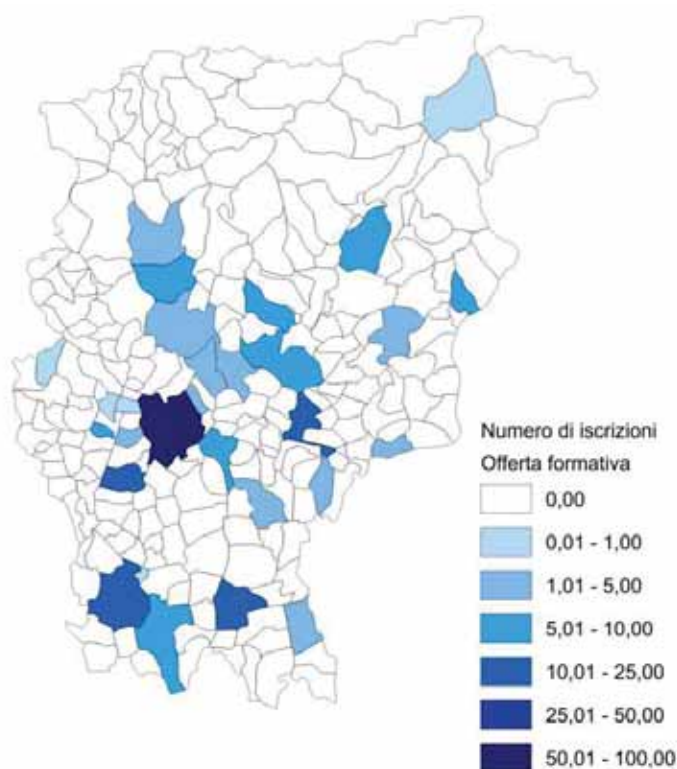 Numero di iscrizioni
Offerta formativa
0,00
0,01 - 1,00
1,01 - 5,00
5,01 - 10,00
10,01 - 25,00
25,01 - 50,00
50,01 - 100,00